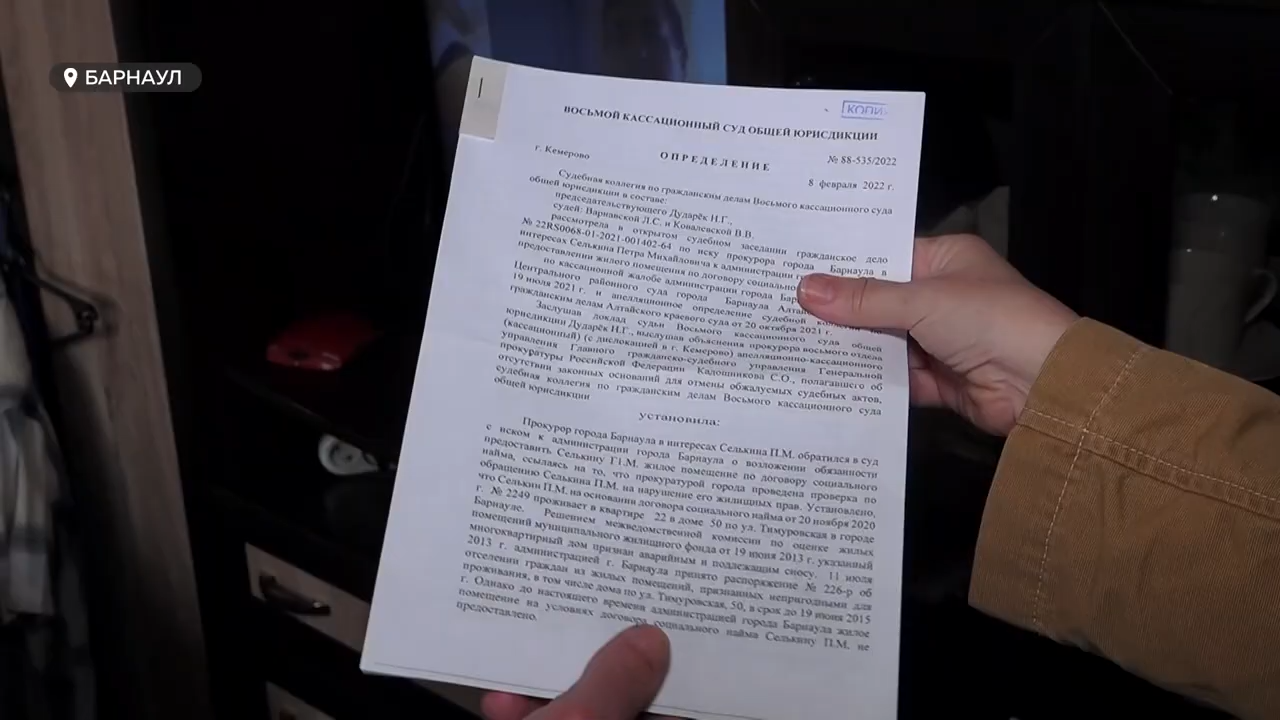 БАРНАУЛ
КОПИ
ВОСЬМОЙ КАССАЦИОННЫЙ СУД ОБЩЕЙ ЮРИСДИКЦИИ
О П Р Е Д Е Л Е Н И Е
№ 88-535/2022
г. Кемерово
8 февраля 2022 г.
Судебная коллегия по гражданским делам Восьмого кассационного суда
общей юрисдикции в составе:
председательствующего Дударёк И.Г.,
судей: Варнавской Л.С. и Ковалевской В.В.
рассмотрела в открытом судебном заседании гражданское дело
№ 22RS0068-01-2021-001402-64 по иску прокурора города Барнаула в
интересах Селькина Петра Михайловича к администрации
предоставлении жилого помещения по договору социального
по кассационной жалобе администрации города
Центрального районного суда города Барнаула
19 июля 2021 г. и апелляционное определение судебной
гражданским делам Алтайского краевого суда от 20 октября 2021 г.
Заслушав доклад судьи Восьмого кассационного суда общей
юрисдикции Дударёк И.Г., выслушав объяснения прокурора восьмого отдела
(кассационного) (с дислокацией в г. Кемерово) апелляционно-кассационного
управления Главного гражданско-судебного управления Генеральной
прокуратуры Российской Федерации Кадошникова С.О., полагавшего об
отсутствии законных оснований для отмены обжалуемых судебных актов,
судебная коллегия по гражданским делам Восьмого кассационного суда
общей юрисдикции
установила:
Прокурор города Барнаула в интересах Селькина П.М. обратился в суд
с иском к администрации города Барнаула о возложении обязанности
предоставить Селькину П.М. жилое помещение по договору социального
найма, ссылаясь на то, что прокуратурой города проведена проверка по
обращению Селькина П.М. на нарушение его жилищных прав. Установлено,
что Селькин П.М. на основании договора социального найма от 20 ноября 2020
г. № 2249 проживает в квартире 22 в доме 50 по ул. Тимуровская в городе
Барнауле. Решением межведомственной комиссии по оценке жилых
помещений муниципального жилищного фонда от 19 июня 2013 г. указанный
многоквартирный дом признан аварийным и подлежащим сносу. 11 июля
2013 г. администрацией г. Барнаула принято распоряжение № 226-р об
отселении граждан из жилых помещений, признанных непригодными для
проживания, в том числе дома по ул. Тимуровская, 50, в срок до 19 июня 2015
г. Однако до настоящего времени администрацией города Барнаула жилое
помещение на условиях договора социального найма Селькину П.М. не
предоставлено.